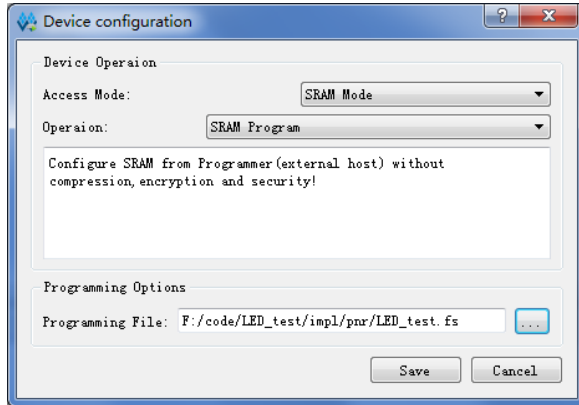 Device configuration
Device Operaion
Access Mode: SRAM Mode
Operaion: SRAM Program
Configure SRAM from Programmer(external host) without
compression,encryption and security!
Programming Options
Programming File: F:/code/LED_test/impl/pnr/LED_test.fs ...
Save Cancel